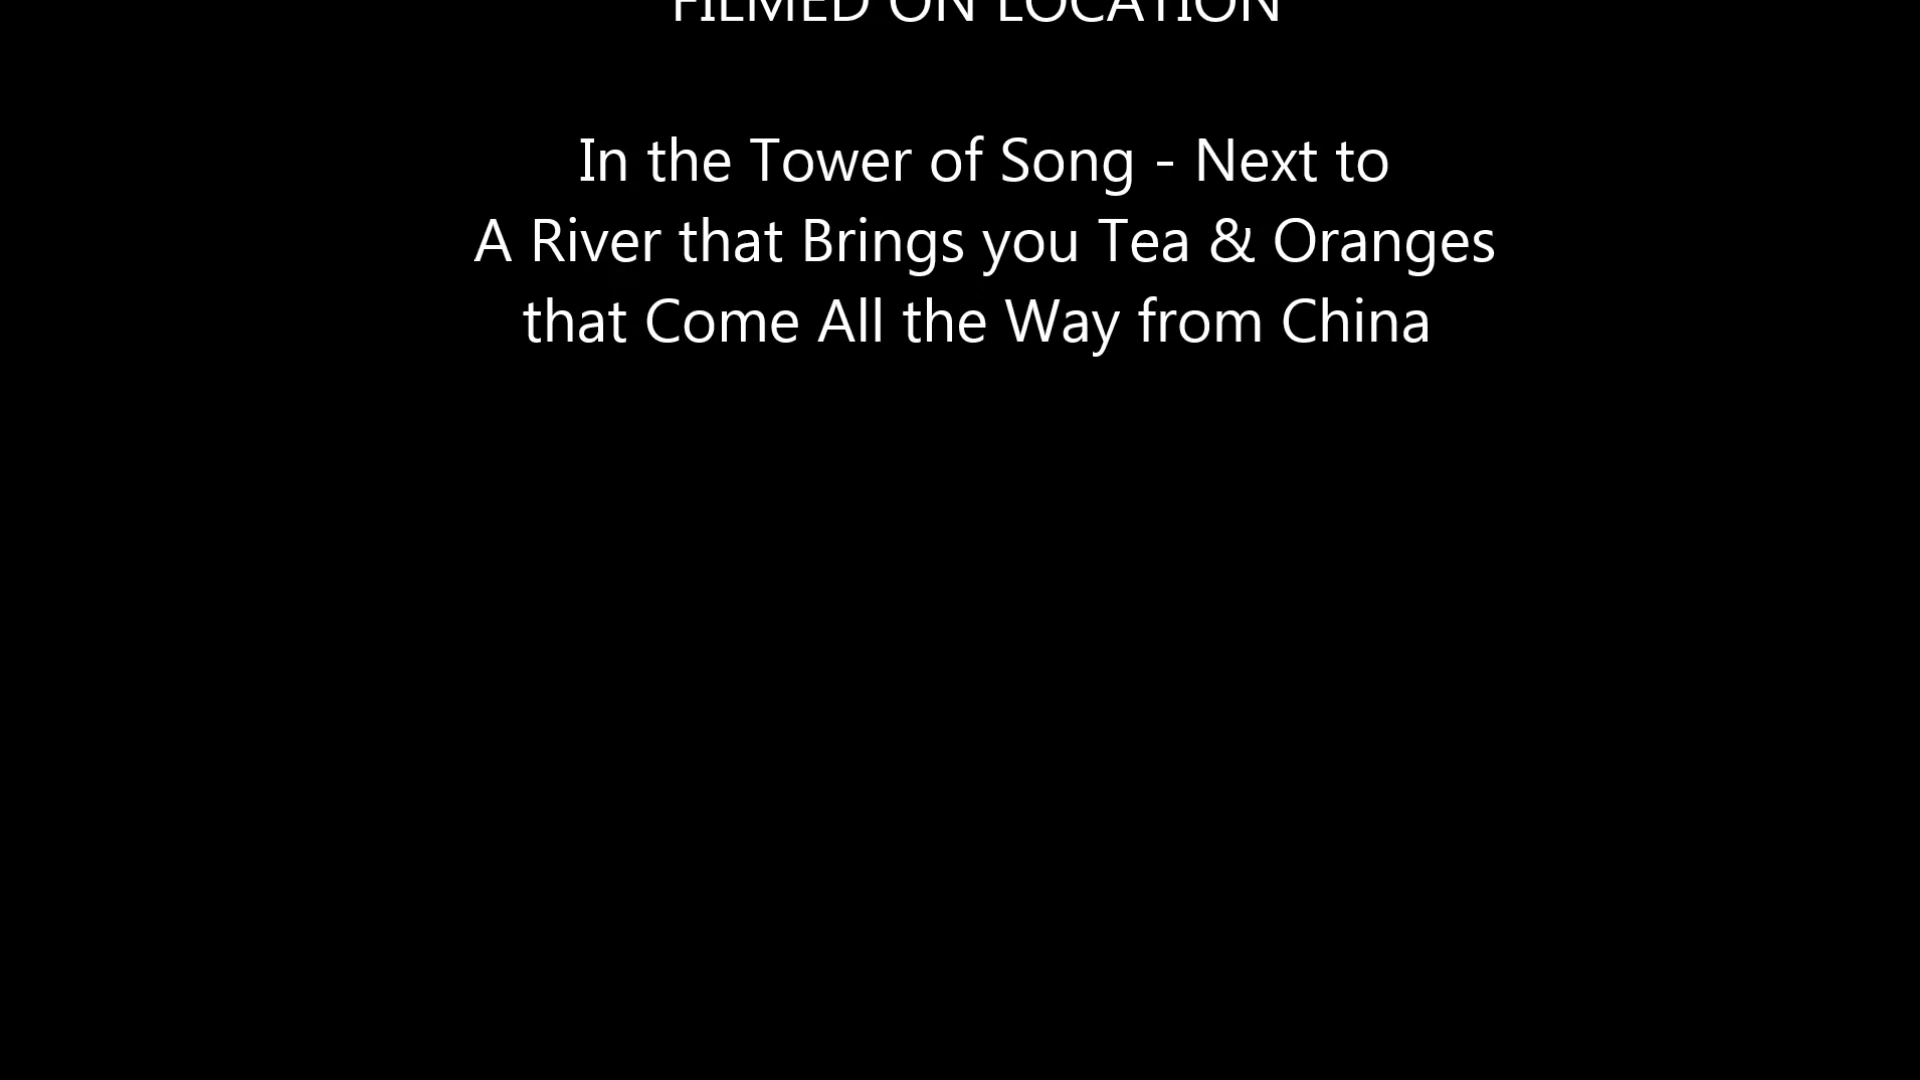 FILMED ON LOCATION
In the Tower of Song - Next to
A River that Brings you Tea & Oranges
that Come All the Way from China